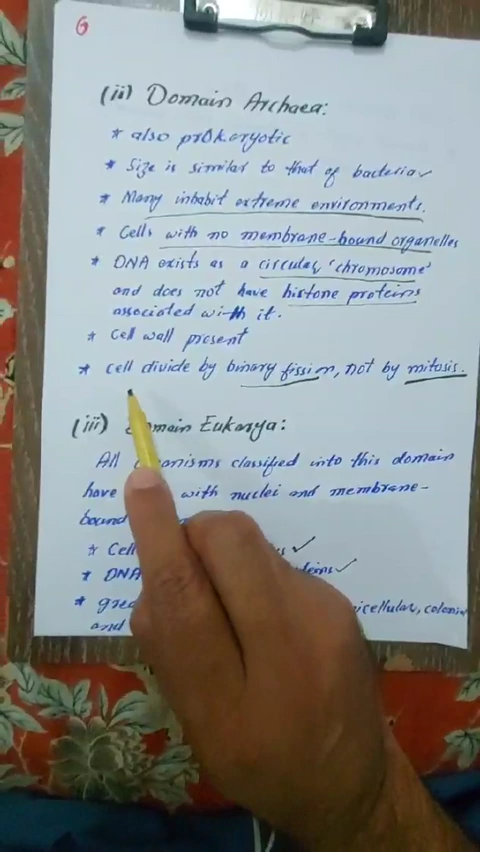 6
(ii) Domain Archaea:
* also prokaryotic
* Size is similar to that of bacteria
* Many inhabit extreme environments.
* Cells with no membrane-bound organelles
* DNA exists as a circular 'chromosome'
and does not have histone proteins
associated with it.
* Cell wall present
* Cell divide by binary fission, not by mitosis.
(iii) Domain Eukarya:
All classified into this domain
have with nuclei and membrane-
bound
* Cell ✓
* DNA ✓
* colonial
and